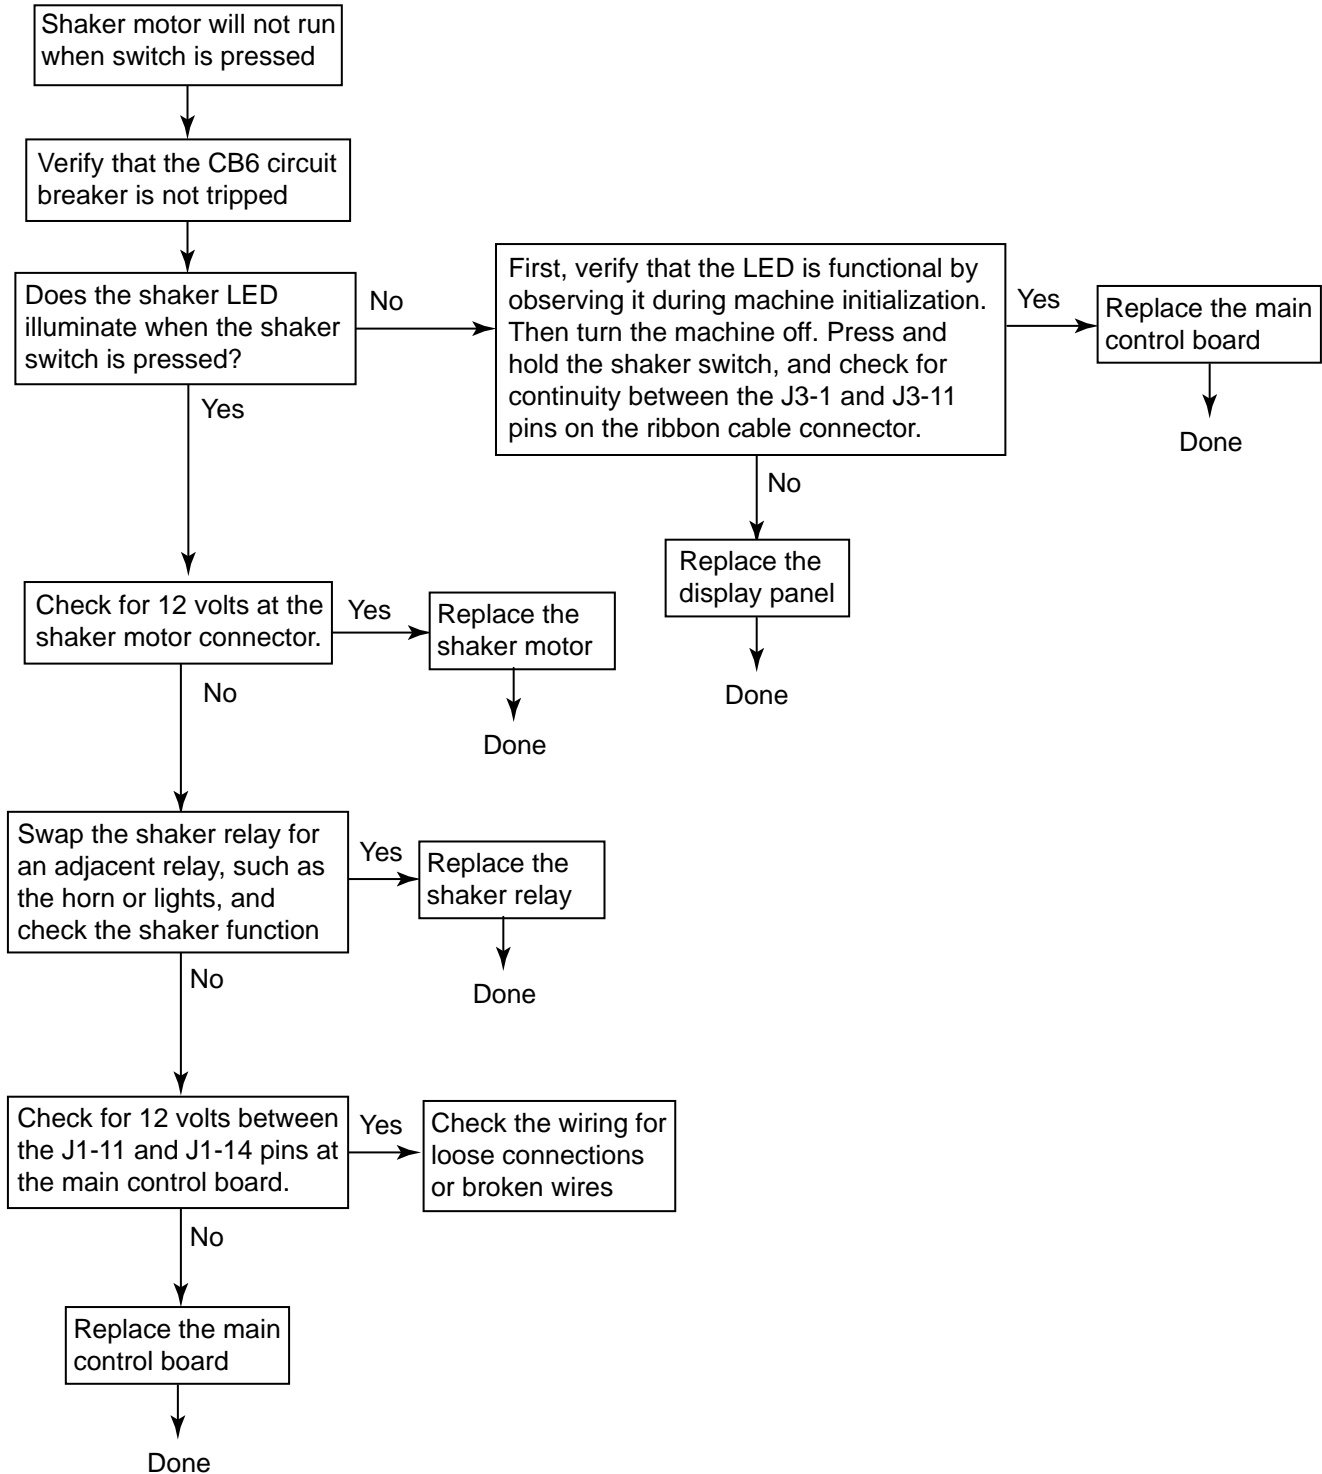 Shaker motor will not run
when switch is pressed
Verify that the CB6 circuit
breaker is not tripped
Does the shaker LED
illuminate when the shaker
switch is pressed?
No
First, verify that the LED is functional by
observing it during machine initialization.
Then turn the machine off. Press and
hold the shaker switch, and check for
continuity between the J3-1 and J3-11
pins on the ribbon cable connector.
Yes
Replace the main
control board
Done
No
Replace the
display panel
Done
Yes
Check for 12 volts at the
shaker motor connector.
Yes
Replace the
shaker motor
Done
No
Swap the shaker relay for
an adjacent relay, such as
the horn or lights, and
check the shaker function
Yes
Replace the
shaker relay
Done
No
Check for 12 volts between
the J1-11 and J1-14 pins at
the main control board.
Yes
Check the wiring for
loose connections
or broken wires
No
Replace the main
control board
Done